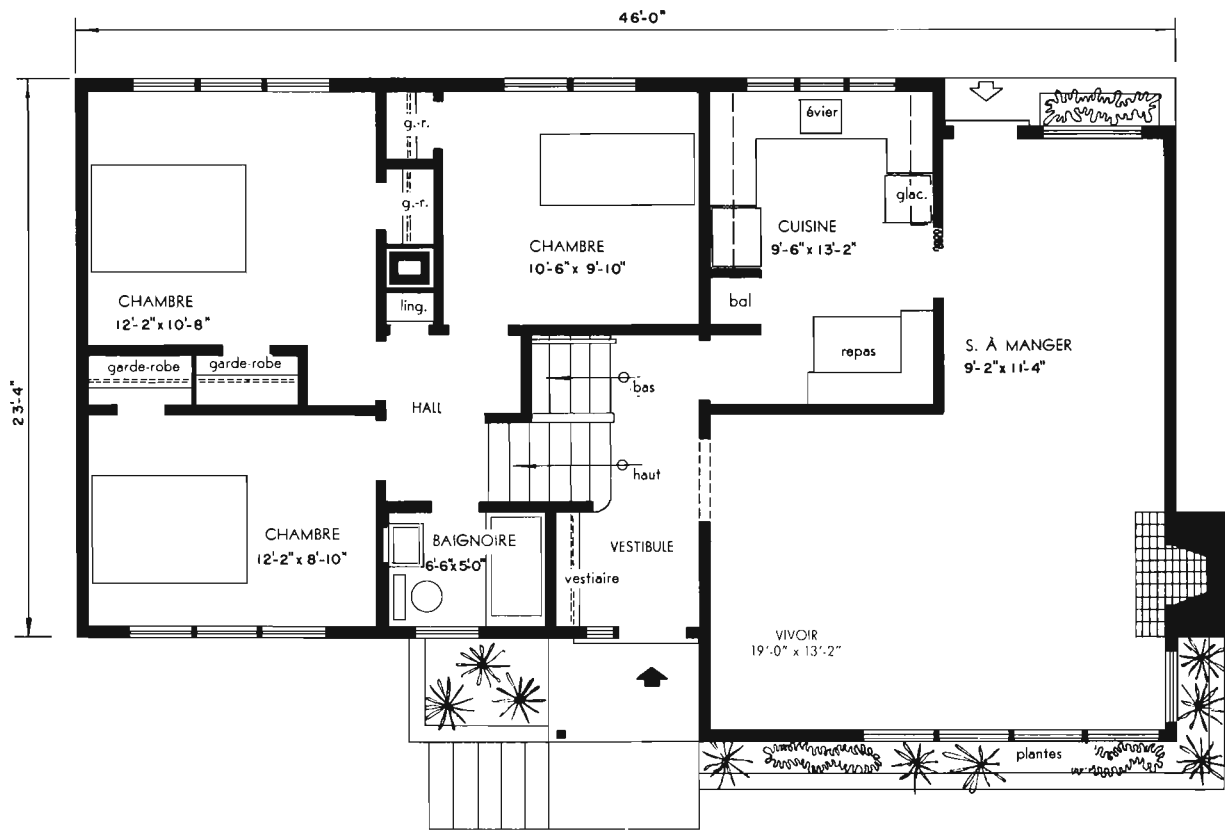 46'-0"
23'-4"
g.-r.
évier
g.-r.
glac.
CUISINE
9'-6" x 13'-2"
CHAMBRE
10'-6" x 9'-10"
CHAMBRE
12'-2" x 10'-8"
ling.
bal
garde-robe
garde-robe
repas
S. À MANGER
9'-2" x 11'-4"
bas
HALL
haut
CHAMBRE
12'-2" x 8'-10"
BAIGNOIRE
6'-6" x 5'-0"
VESTIBULE
vestiaire
VIVOIR
19'-0" x 13'-2"
plantes